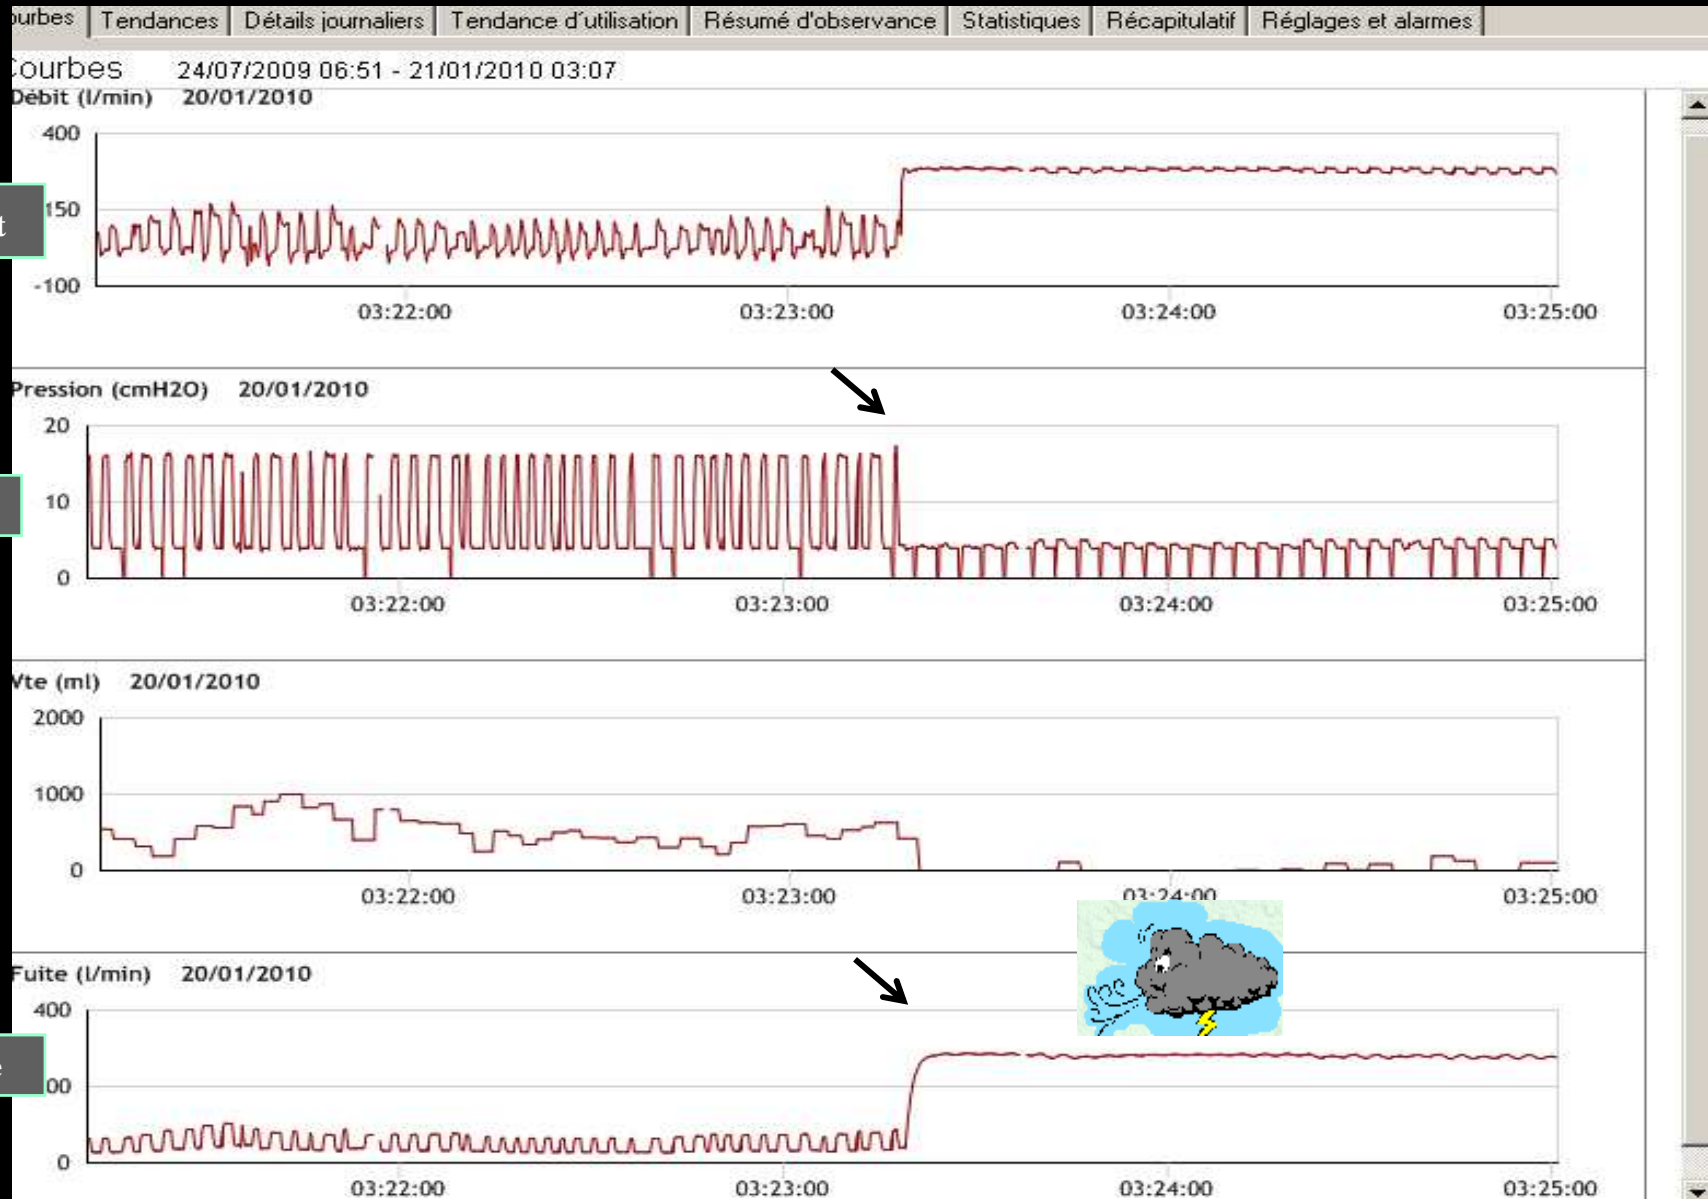 ourbes Tendances Détails journaliers Tendance d'utilisation Résumé d'observance Statistiques Récapitulatif Réglages et alarmes
Courbes 24/07/2009 06:51 - 21/01/2010 03:07
Débit (l/min) 20/01/2010
400
150
-100
t
03:22:00 03:23:00 03:24:00 03:25:00
Pression (cmH2O) 20/01/2010
20
10
0
03:22:00 03:23:00 03:24:00 03:25:00
Vte (ml) 20/01/2010
2000
1000
0
03:22:00 03:23:00 03:24:00 03:25:00
Fuite (l/min) 20/01/2010
400
e 00
0
03:22:00 03:23:00 03:24:00 03:25:00